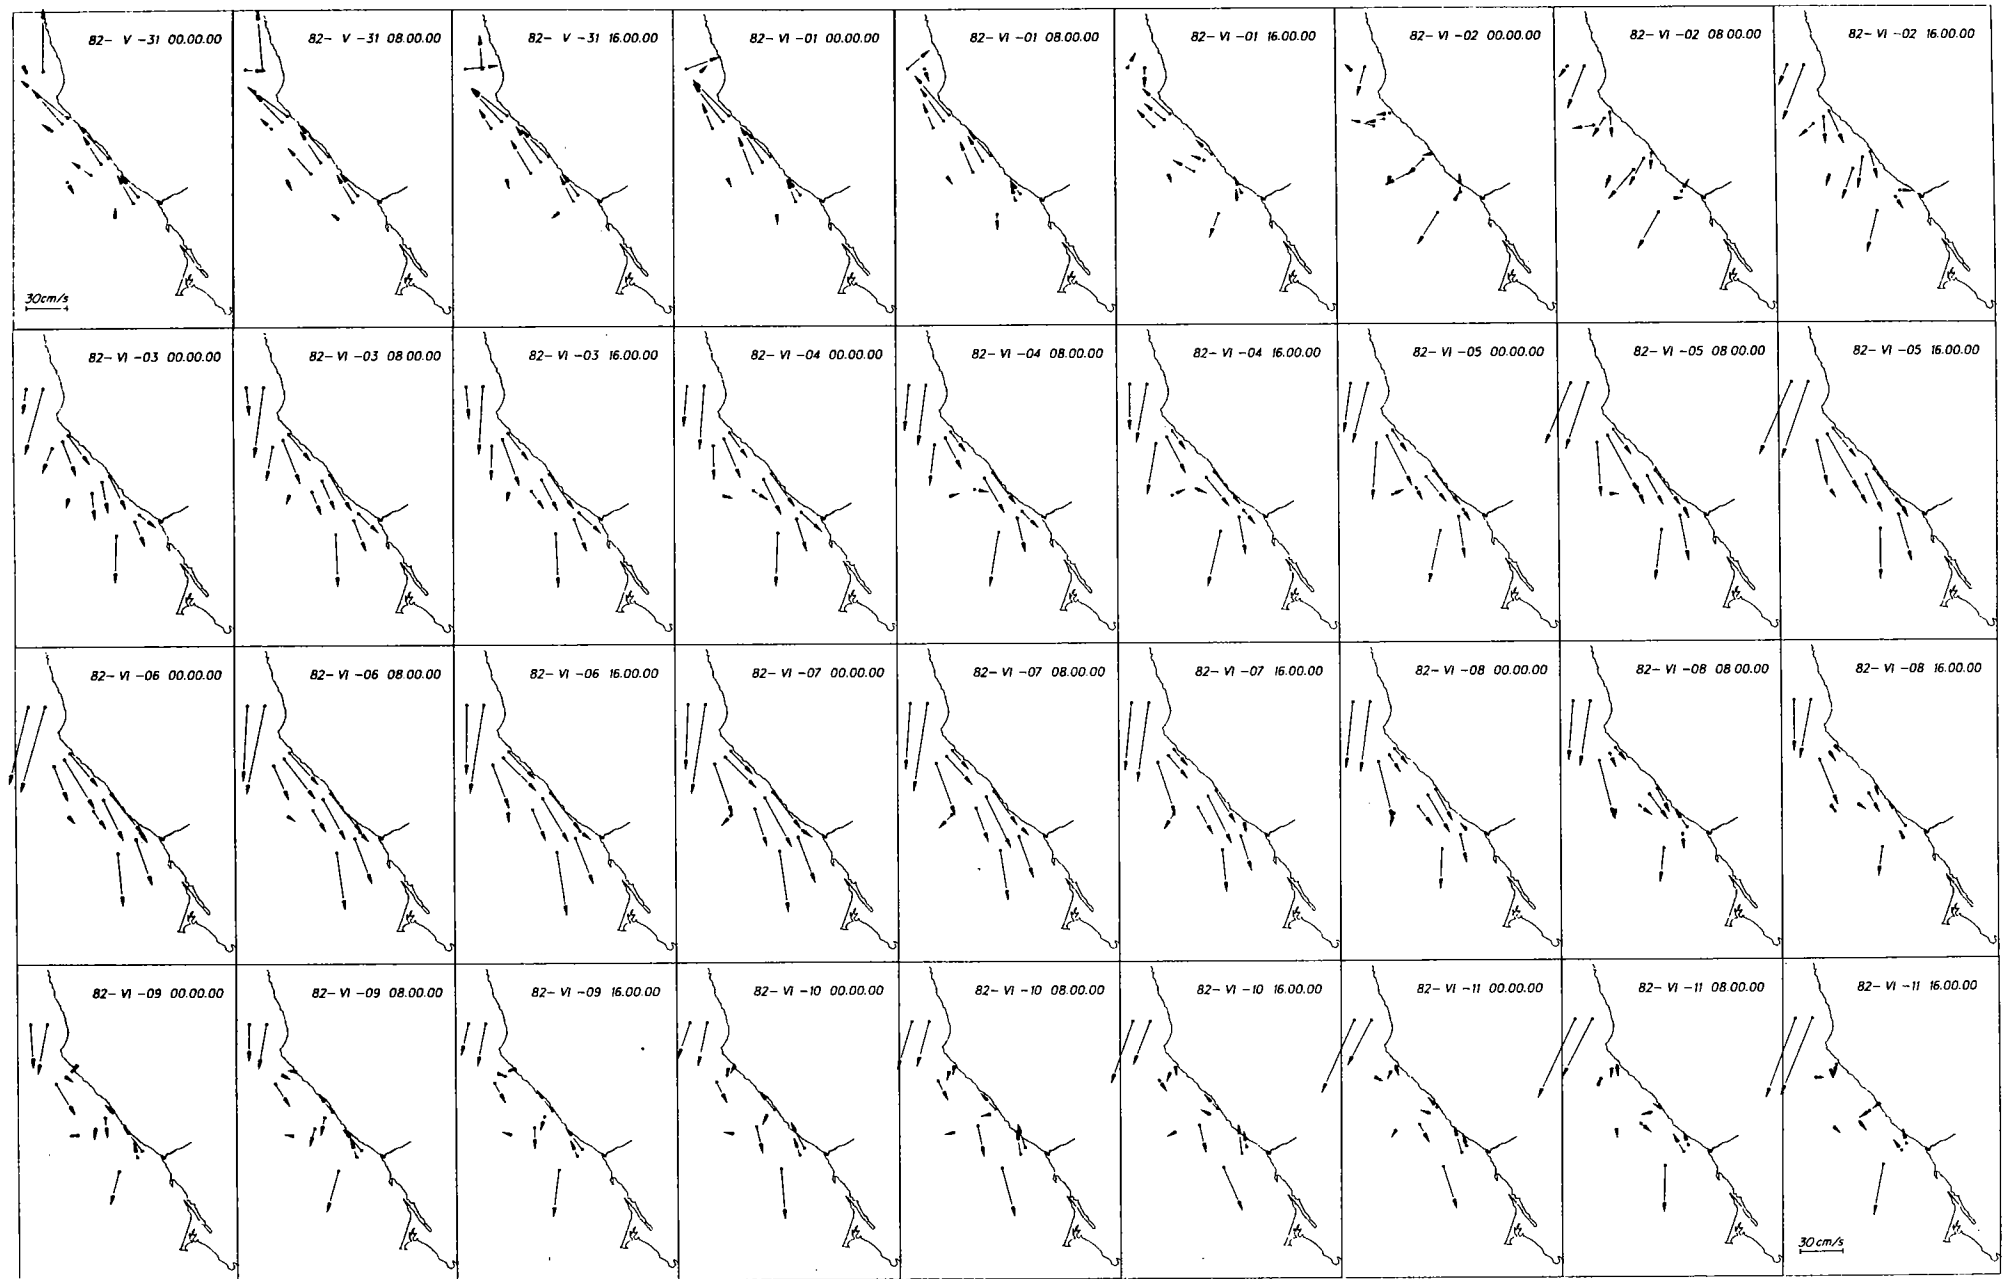 82- V -31 00.00.00
82- V -31 08.00.00
82- V -31 16.00.00
82- VI -01 00.00.00
82- VI -01 08.00.00
82- VI -01 16.00.00
82- VI -02 00.00.00
82- VI -02 08.00.00
82- VI -02 16.00.00
30cm/s
82- VI -03 00.00.00
82- VI -03 08.00.00
82- VI -03 16.00.00
82- VI -04 00.00.00
82- VI -04 08.00.00
82- VI -04 16.00.00
82- VI -05 00.00.00
82- VI -05 08.00.00
82- VI -05 16.00.00
82- VI -06 00.00.00
82- VI -06 08.00.00
82- VI -06 16.00.00
82- VI -07 00.00.00
82- VI -07 08.00.00
82- VI -07 16.00.00
82- VI -08 00.00.00
82- VI -08 08.00.00
82- VI -08 16.00.00
82- VI -09 00.00.00
82- VI -09 08.00.00
82- VI -09 16.00.00
82- VI -10 00.00.00
82- VI -10 08.00.00
82- VI -10 16.00.00
82- VI -11 00.00.00
82- VI -11 08.00.00
82- VI -11 16.00.00
30cm/s